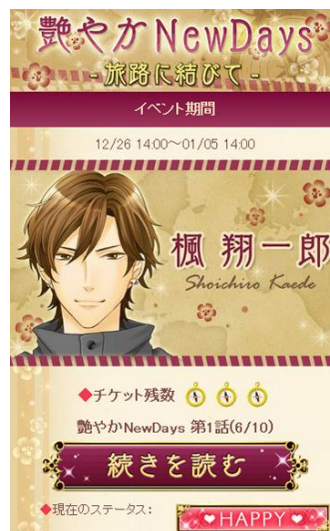 艶やかNewDays
-旅路に結びて-
イベント期間
12/26 14:00～01/05 14:00
楓 翔一郎
Shoichiro Kaede
◆チケット残数
艶やかNewDays 第1話(6/10)
続きを読む
◆現在のステータス:
HAPPY